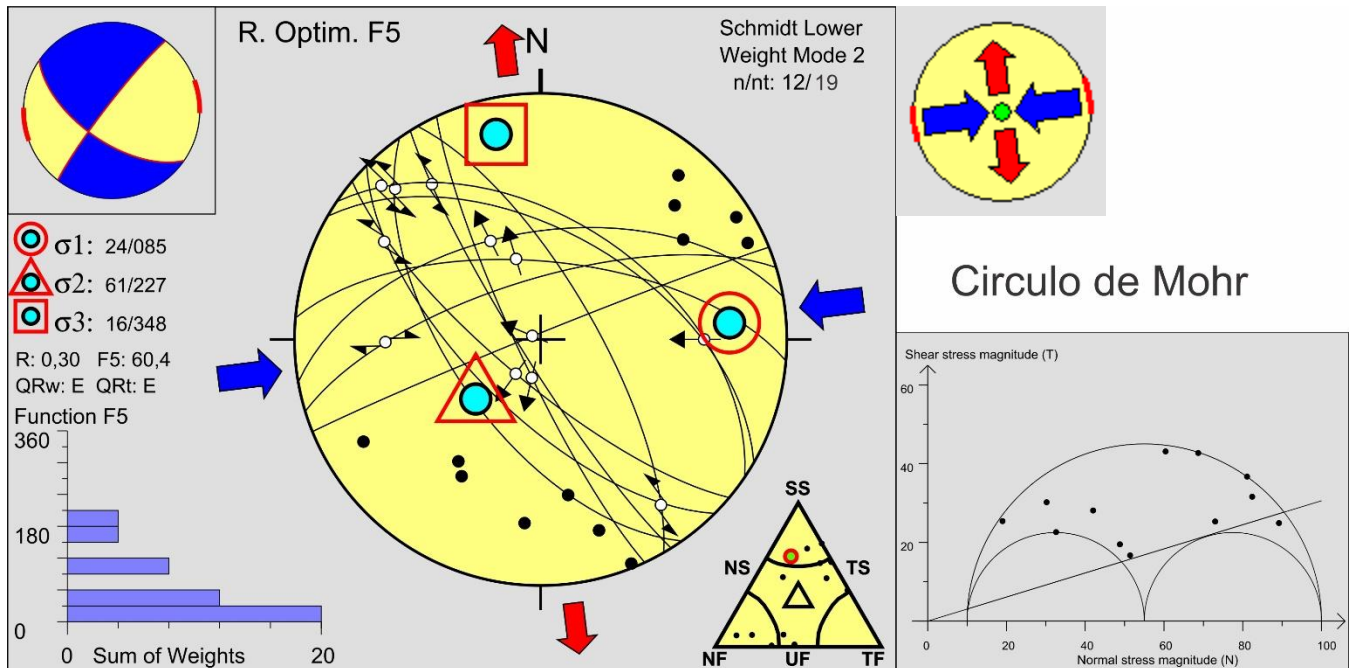 R. Optim. F5
N
Schmidt Lower
Weight Mode 2
n/nt: 12/ 19
σ1: 24/085
σ2: 61/227
σ3: 16/348
R: 0,30 F5: 60,4
QRw: E QRt: E
Function F5
360
180
0
0 Sum of Weights 20
SS
NS TS
NF UF TF
Circulo de Mohr
Shear stress magnitude (T)
60
40
20
0 20 40 60 80 100
Normal stress magnitude (N)